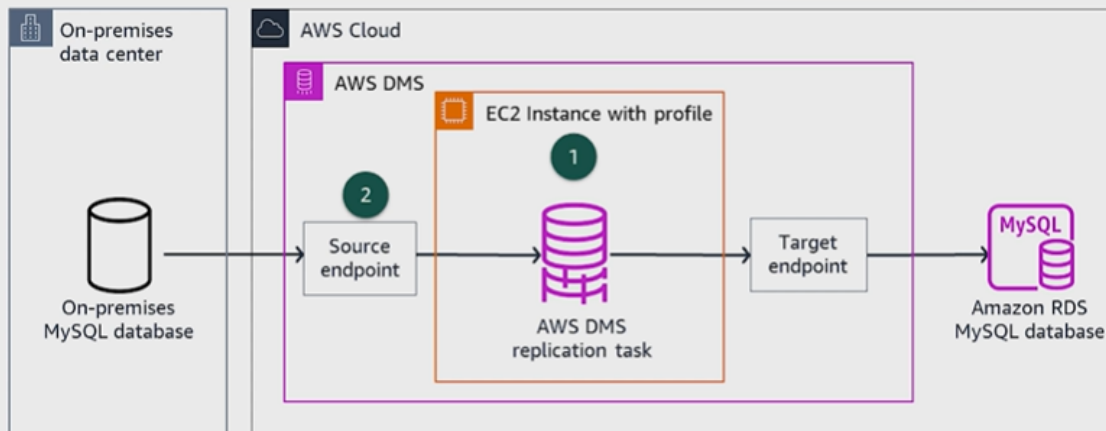 On-premises
data center
AWS Cloud
AWS DMS
EC2 Instance with profile
1
2
Source
endpoint
Target
endpoint
MySQL
On-premises
MySQL database
AWS DMS
replication task
Amazon RDS
MySQL database